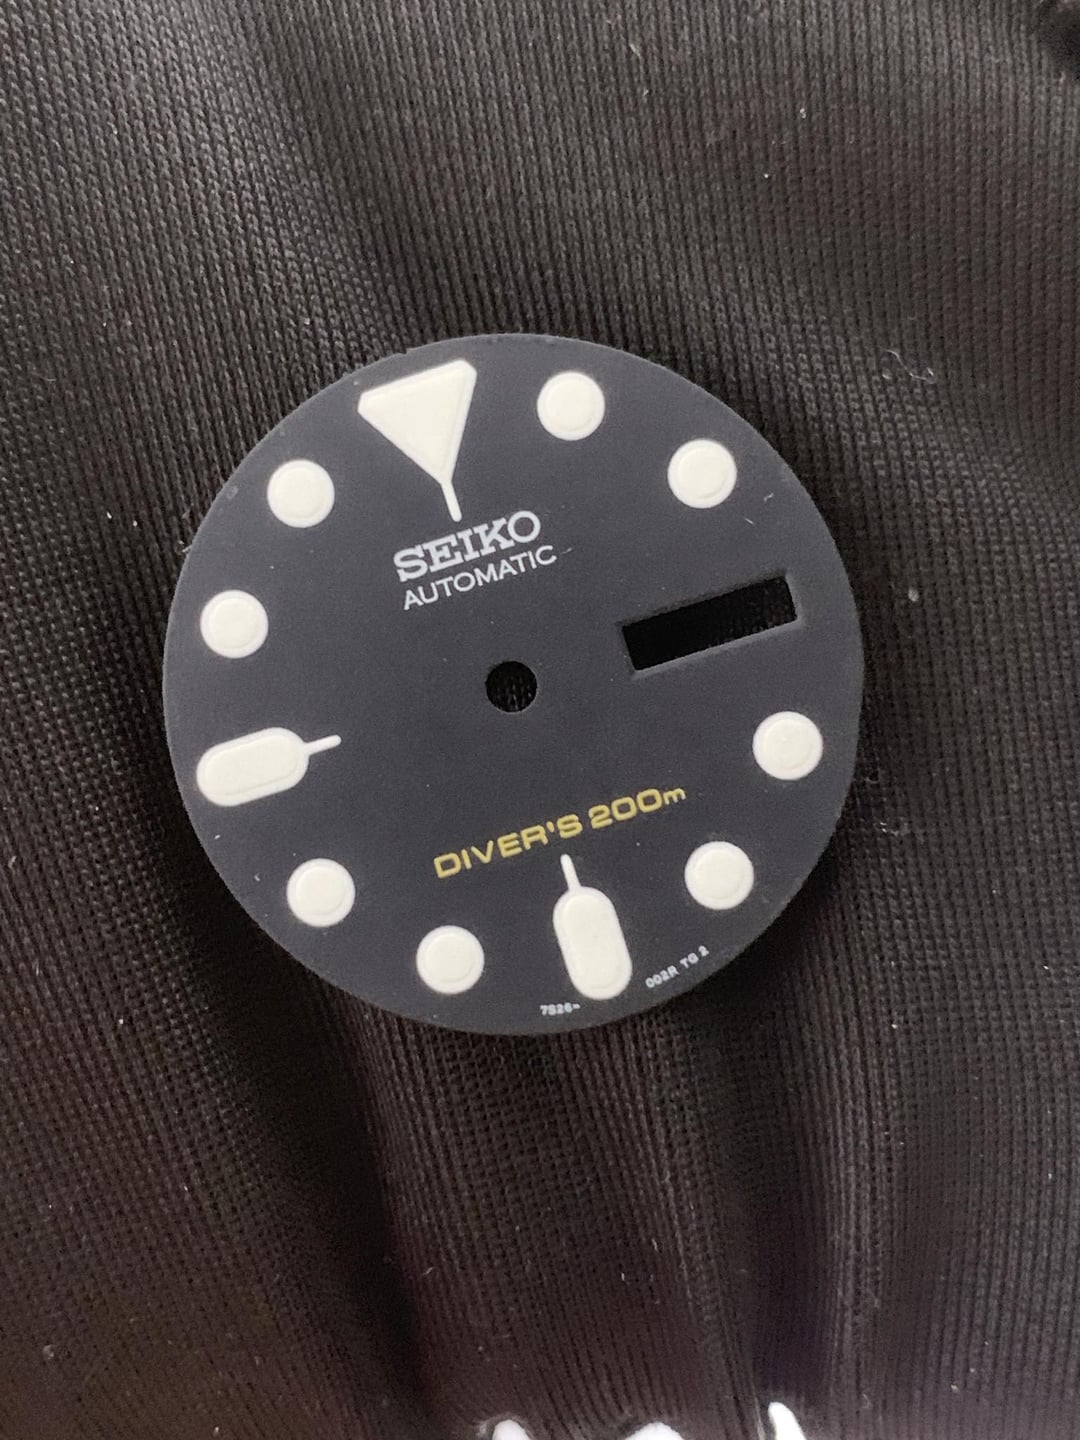 SEIKO
AUTOMATIC
DIVER'S 200m
7S26
002R TG 2